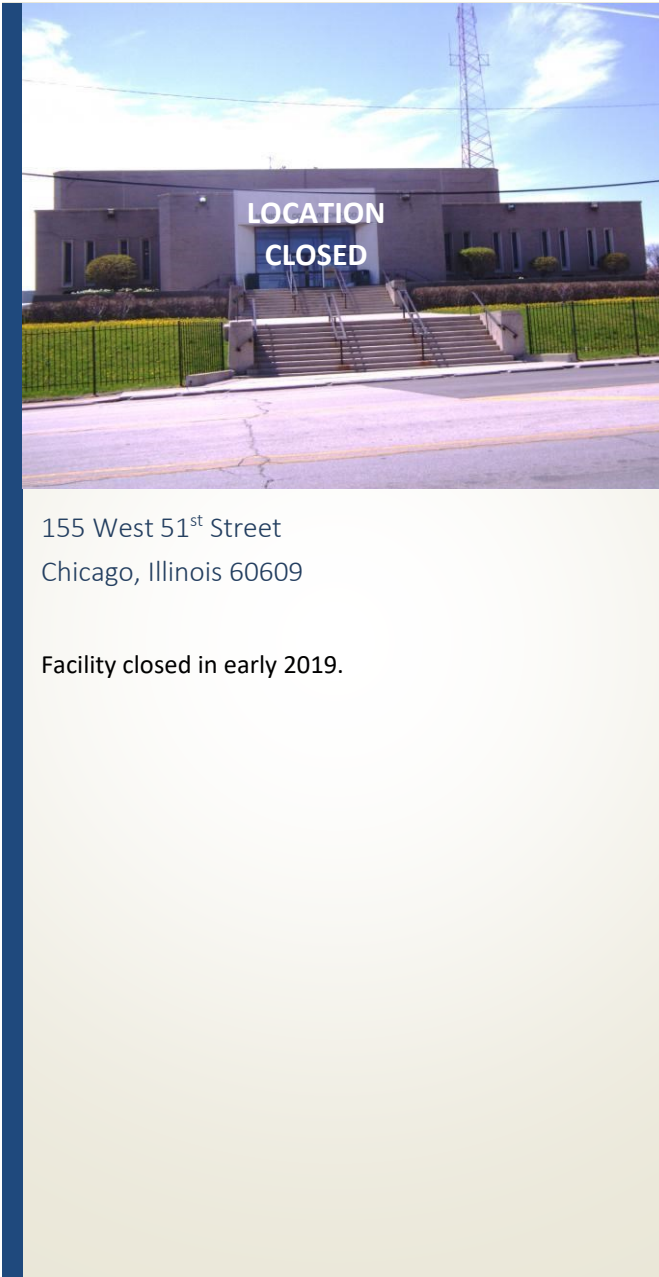 LOCATION
CLOSED
155 West 51st Street
Chicago, Illinois 60609
Facility closed in early 2019.